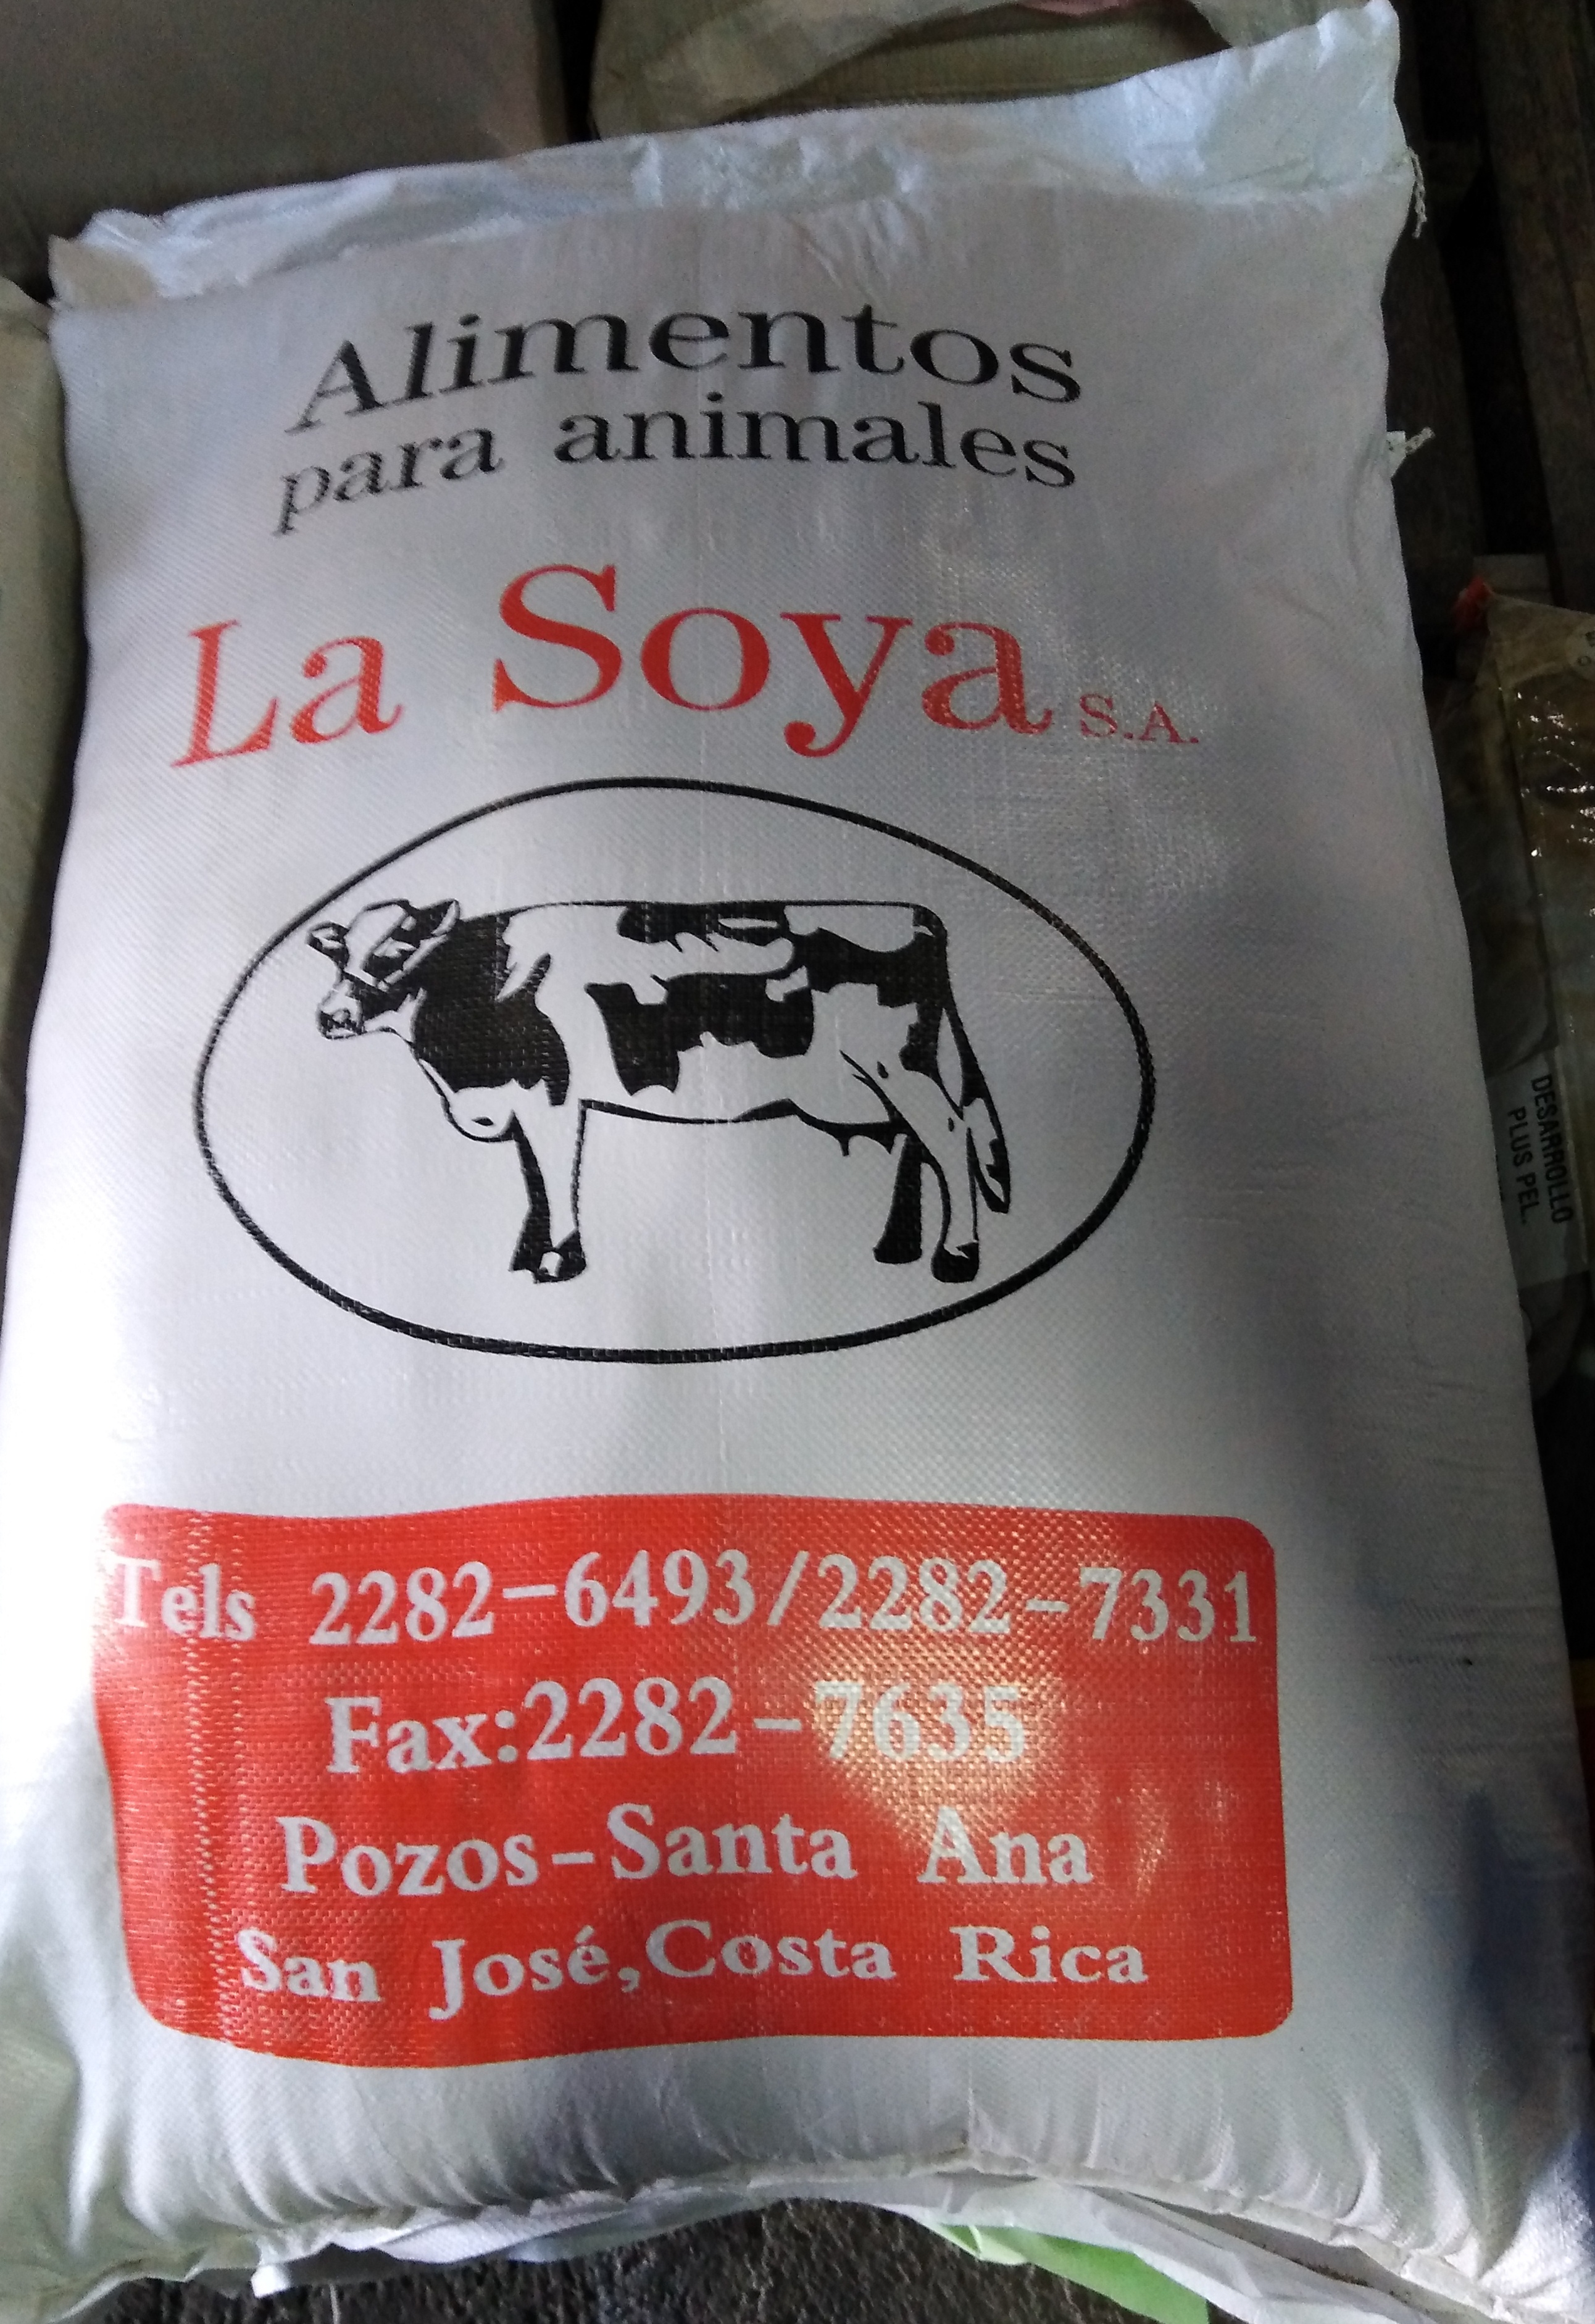 Alimentos
para animales
La Soya S.A.
Tels 2282-6493/2282-7331
Fax:2282-7635
Pozos-Santa Ana
San José,Costa Rica
DESARROLLO
PLUS PEL.